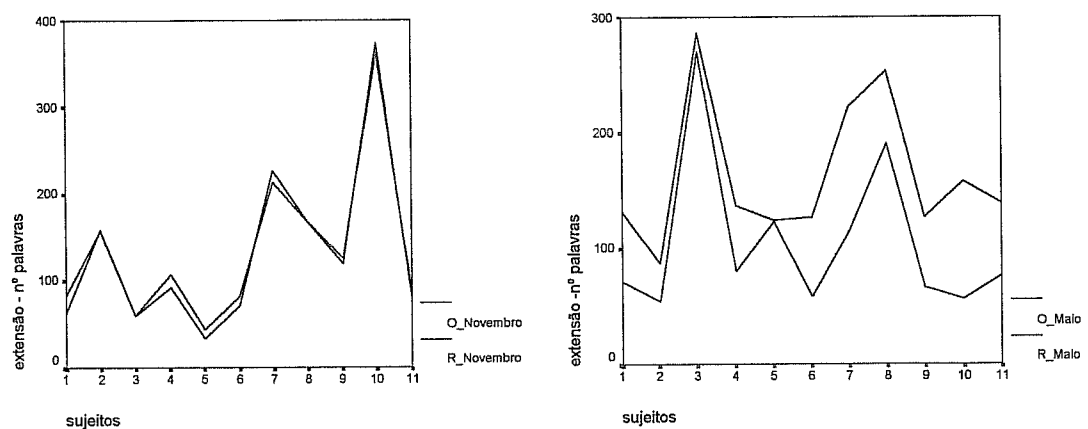 400
300
200
100
0
extensão - nº palavras
1 2 3 4 5 6 7 8 9 10 11
sujeitos
O_Novembro
R_Novembro
300
200
100
0
extensão -nº palavras
1 2 3 4 5 6 7 8 9 10 11
sujeitos
O_Maio
R_Maio